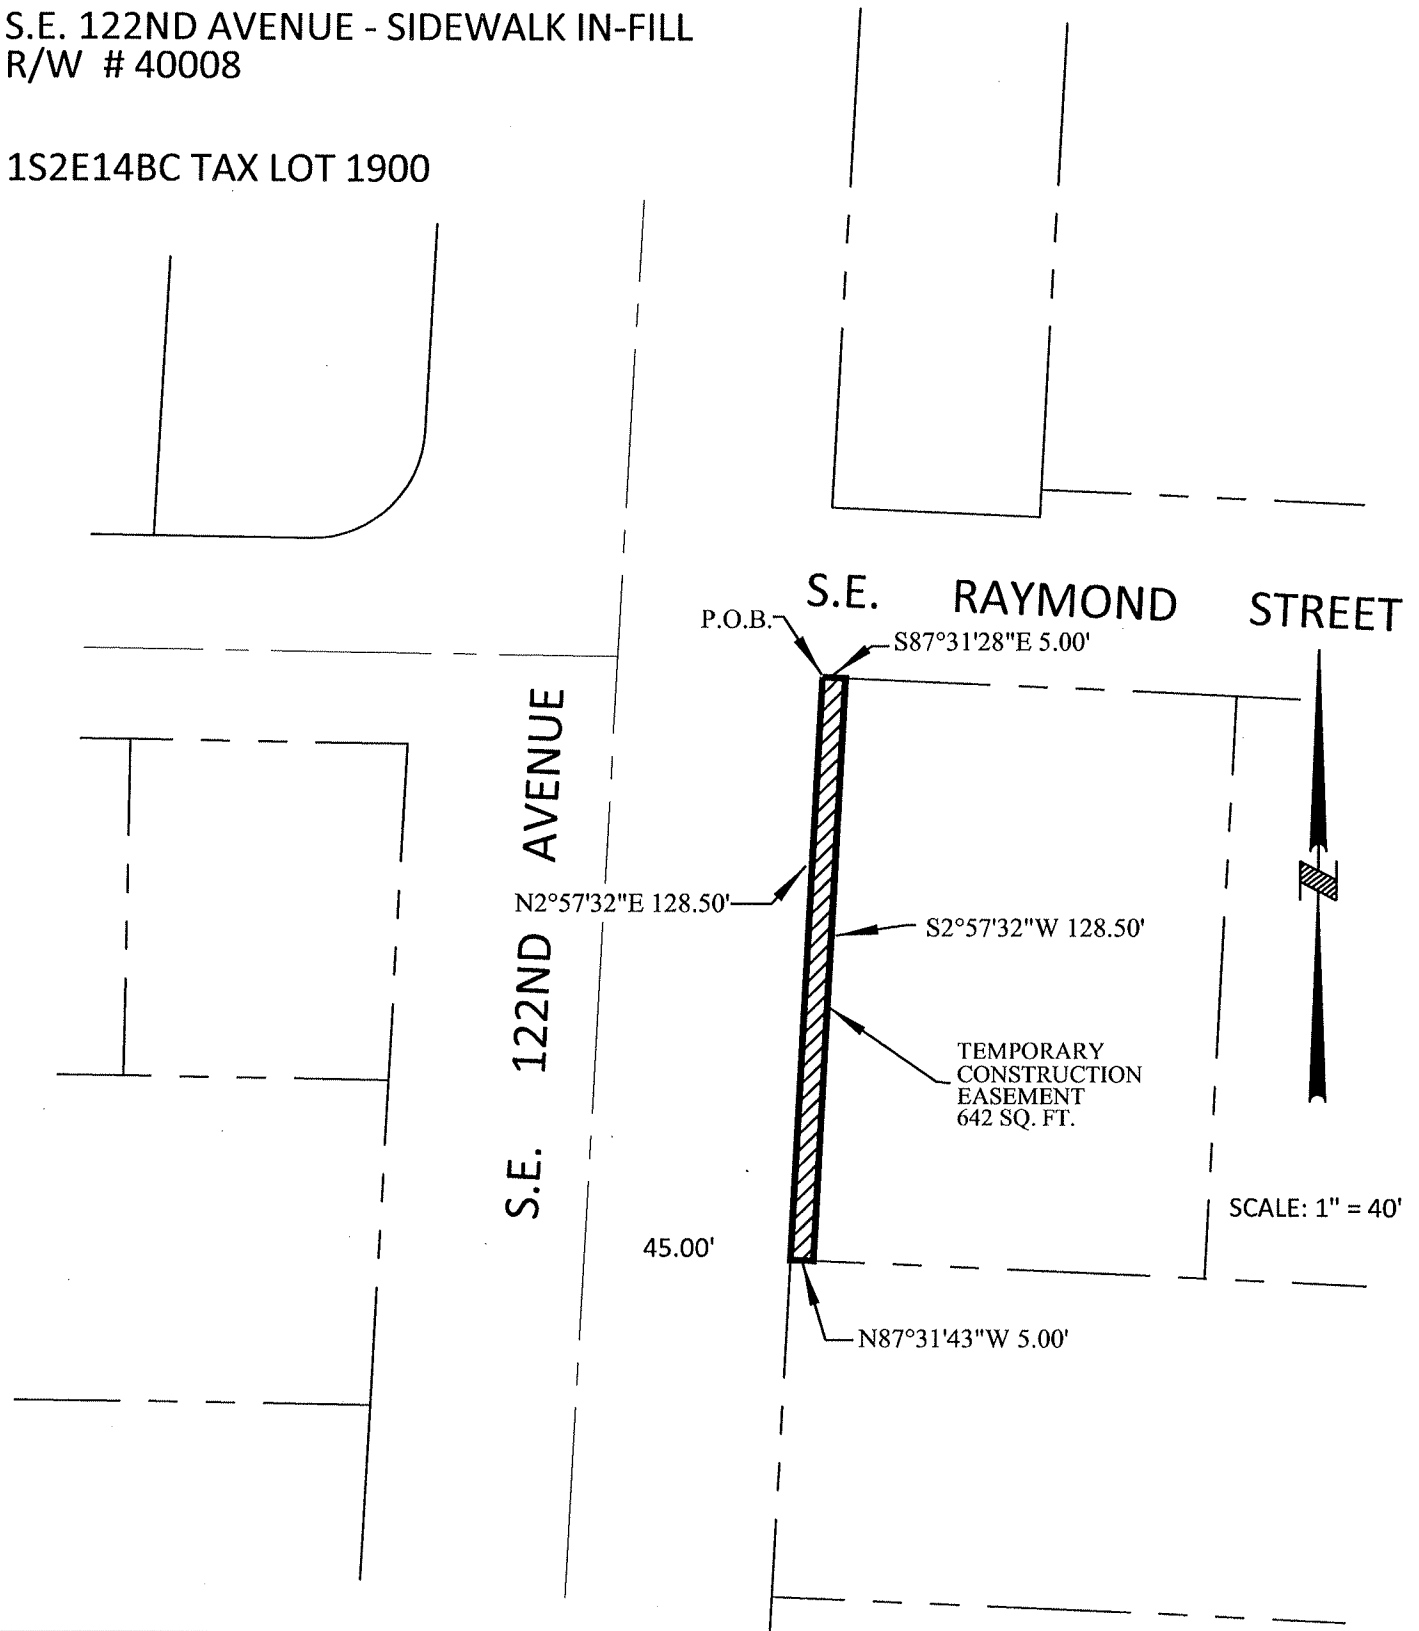 S.E. 122ND AVENUE - SIDEWALK IN-FILL
R/W # 40008
1S2E14BC TAX LOT 1900
S.E. RAYMOND STREET
P.O.B.
S87°31'28"E 5.00'
S.E. 122ND AVENUE
N2°57'32"E 128.50'
S2°57'32"W 128.50'
TEMPORARY
CONSTRUCTION
EASEMENT
642 SQ. FT.
SCALE: 1" = 40'
45.00'
N87°31'43"W 5.00'